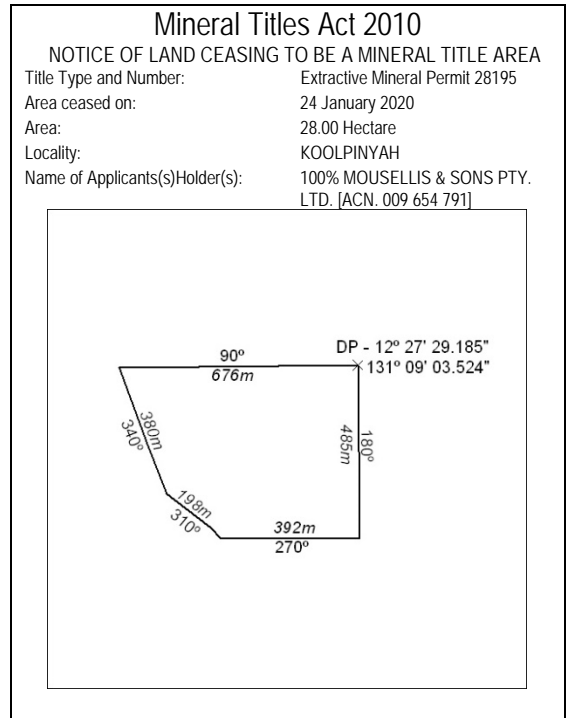 Mineral Titles Act 2010
NOTICE OF LAND CEASING TO BE A MINERAL TITLE AREA
Title Type and Number: Extractive Mineral Permit 28195
Area ceased on: 24 January 2020
Area: 28.00 Hectare
Locality: KOOLPINYAH
Name of Applicants(s)Holder(s): 100% MOUSELLIS & SONS PTY.
LTD. [ACN. 009 654 791]
DP - 12º 27' 29.185"
131º 09' 03.524"
90º
676m
380m
340º
485m
180º
198m
310º
392m
270º